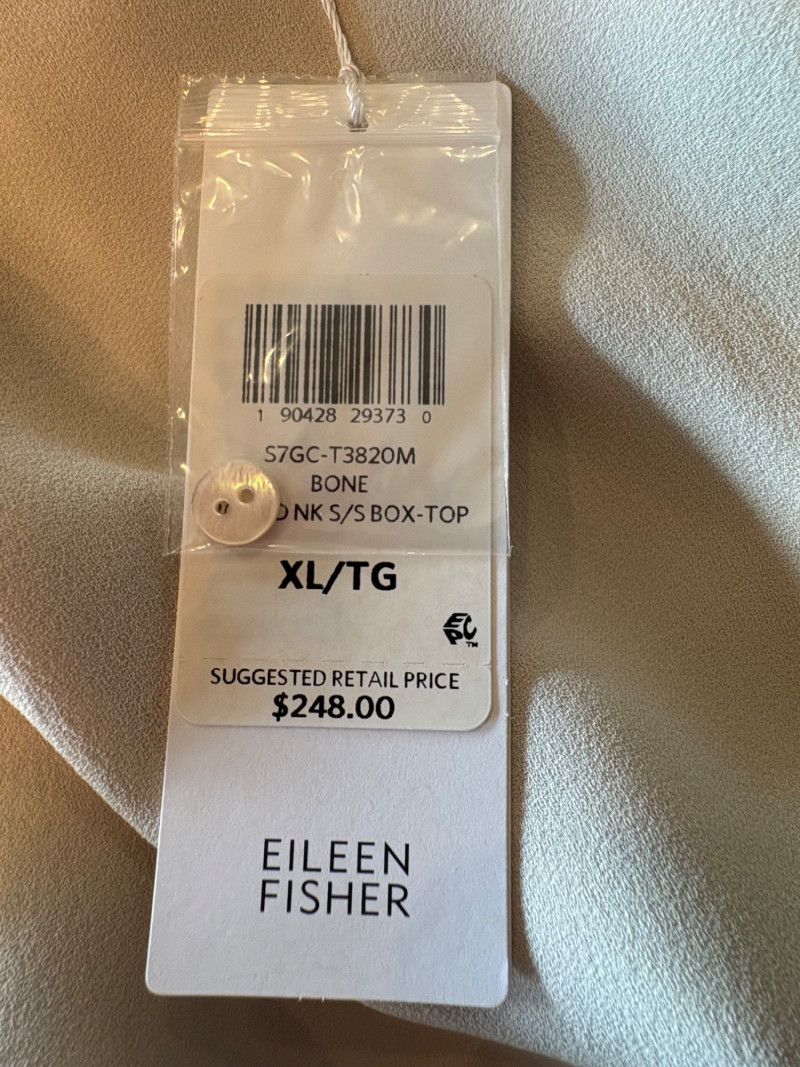 1 90428 29373 0
S7GC-T3820M
BONE
NK S/S BOX-TOP
XL/TG
EPC™
SUGGESTED RETAIL PRICE
$248.00
EILEEN
FISHER